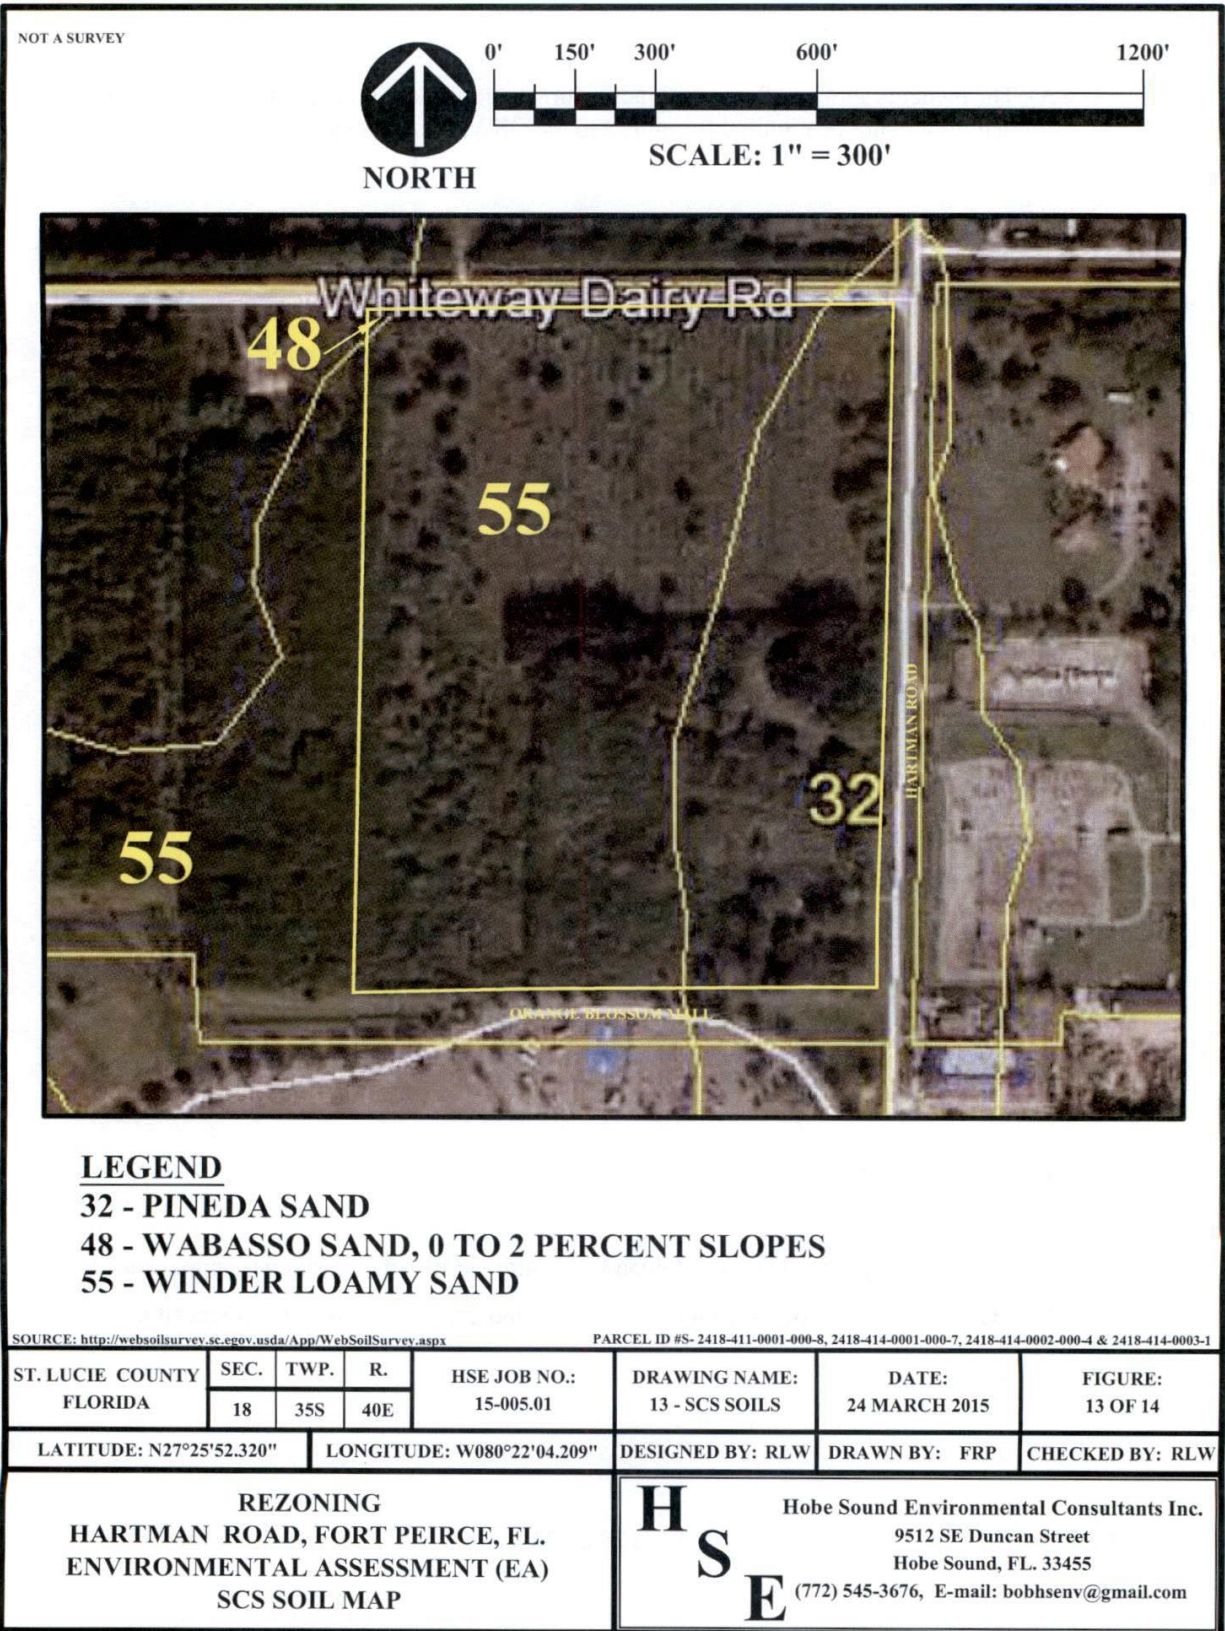 NOT A SURVEY
0' 150' 300' 600' 1200'
NORTH
SCALE: 1" = 300'
Whiteway Dairy Rd
48
55
HARTMAN ROAD
32
55
ORANGE BLOSSOM MALL
LEGEND
32 - PINEDA SAND
48 - WABASSO SAND, 0 TO 2 PERCENT SLOPES
55 - WINDER LOAMY SAND
SOURCE: http://websoilsurvey.sc.egov.usda/App/WebSoilSurvey.aspx
PARCEL ID #S- 2418-411-0001-000-8, 2418-414-0001-000-7, 2418-414-0002-000-4 & 2418-414-0003-1
ST. LUCIE COUNTY
FLORIDA
SEC. TWP. R.
18 35S 40E
HSE JOB NO.:
15-005.01
DRAWING NAME:
13 - SCS SOILS
DATE:
24 MARCH 2015
FIGURE:
13 OF 14
LATITUDE: N27°25'52.320"
LONGITUDE: W080°22'04.209"
DESIGNED BY: RLW
DRAWN BY: FRP
CHECKED BY: RLW
REZONING
HARTMAN ROAD, FORT PEIRCE, FL.
ENVIRONMENTAL ASSESSMENT (EA)
SCS SOIL MAP
H
S
E
Hobe Sound Environmental Consultants Inc.
9512 SE Duncan Street
Hobe Sound, FL. 33455
(772) 545-3676, E-mail: bobhsenv@gmail.com